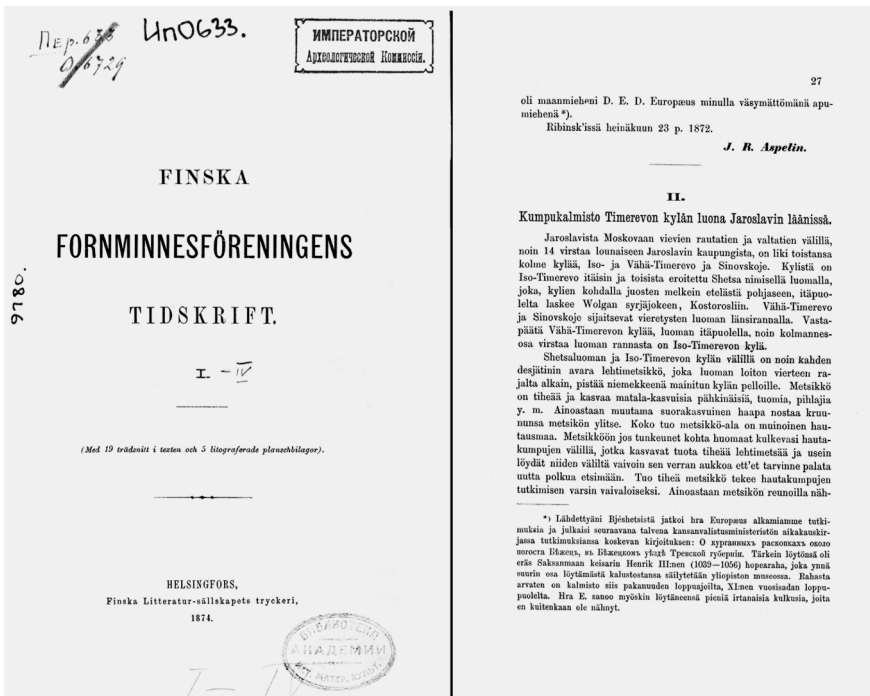 Пер. 633
О 6729
ИпО633.
ИМПЕРАТОРСКОЙ
Археологической Коммиссіи.
FINSKA
FORNMINNESFÖRENINGENS
TIDSKRIFT.
I. – IV
(Med 19 trädsnitt i texten och 5 litograferade planschbilagor).
HELSINGFORS,
Finska Litteratur-sällskapets tryckeri,
1874.
9780.
БИБЛИОТЕКА
АКАДЕМИИ
ИСТ. МАТЕР. КУЛЬТ.
I – IV
27
oli maanmieheni D. E. D. Europæus minulla väsymättömänä apu-
miehenä *).
Ribinsk'issä heinäkuun 23 p. 1872.
J. R. Aspelin.
II.
Kumpukalmisto Timerevon kylän luona Jaroslavin läänissä.
Jaroslavista Moskovaan vievien rautatien ja valtatien välillä,
noin 14 virstaa lounaiseen Jaroslavin kaupungista, on liki toistansa
kolme kylää, Iso- ja Vähä-Timerevo ja Sinovskoje. Kylistä on
Iso-Timerevo itäisin ja toisista eroitettu Shetsa nimisellä luomalla,
joka, kylien kohdalla juosten melkein etelästä pohjaseen, itäpuo-
lelta laskee Wolgan syrjäjokeen, Kostorosliin. Vähä-Timerevo
ja Sinovskoje sijaitsevat vieretysten luoman länsirannalla. Vasta-
päätä Vähä-Timerevon kylää, luoman itäpuolella, noin kolmannes-
osa virstaa luoman rannasta on Iso-Timerevon kylä.
Shetsaluoman ja Iso-Timerevon kylän välillä on noin kahden
desjätinin avara lehtimetsikkö, joka luoman loiton vierteen ra-
jalta alkain, pistää niemekkeenä mainitun kylän pelloille. Metsikkö
on tiheää ja kasvaa matala-kasvuisia pähkinäisiä, tuomia, pihlajia
y. m. Ainoastaan muutama suorakasvuinen haapa nostaa kruu-
nunsa metsikön ylitse. Koko tuo metsikkö-ala on muinoinen hau-
tausmaa. Metsikköön jos tunkeunet kohta huomaat kulkevasi hauta-
kumpujen välillä, jotka kasvavat tuota tiheää lehtimetsää ja usein
löydät niiden väliltä vaivoin sen verran aukkoa ett'et tarvinne palata
uutta polkua etsimään. Tuo tiheä metsikkö tekee hautakumpujen
tutkimisen varsin vaivaloiseksi. Ainoastaan metsikön reunoilla näh-
*) Lähdettyäni Bjéshetsistä jatkoi hra Europæus alkamiamme tutki-
muksia ja julkaisi seuraavana talvena kansanvalistusministeristön aikakauskir-
jassa tutkimuksiansa koskevan kirjoituksen: О курганныхъ раскопкахъ около
погоста Бѣжецъ, въ Бѣжецкомъ уѣздѣ Тверской губерніи. Tärkein löytönsä oli
eräs Saksanmaan keisarin Henrik III:nen (1039—1056) hopearaha, joka ynnä
suurin osa löytämästä kalustostansa säilytetään yliopiston museossa. Rahasta
arvaten on kalmisto siis pakanuuden loppuajoilta, XI:nen vuosisadan loppu-
puolelta. Hra E. sanoo myöskin löytäneensä pieniä irtanaisia kulkusia, joita
en kuitenkaan ole nähnyt.